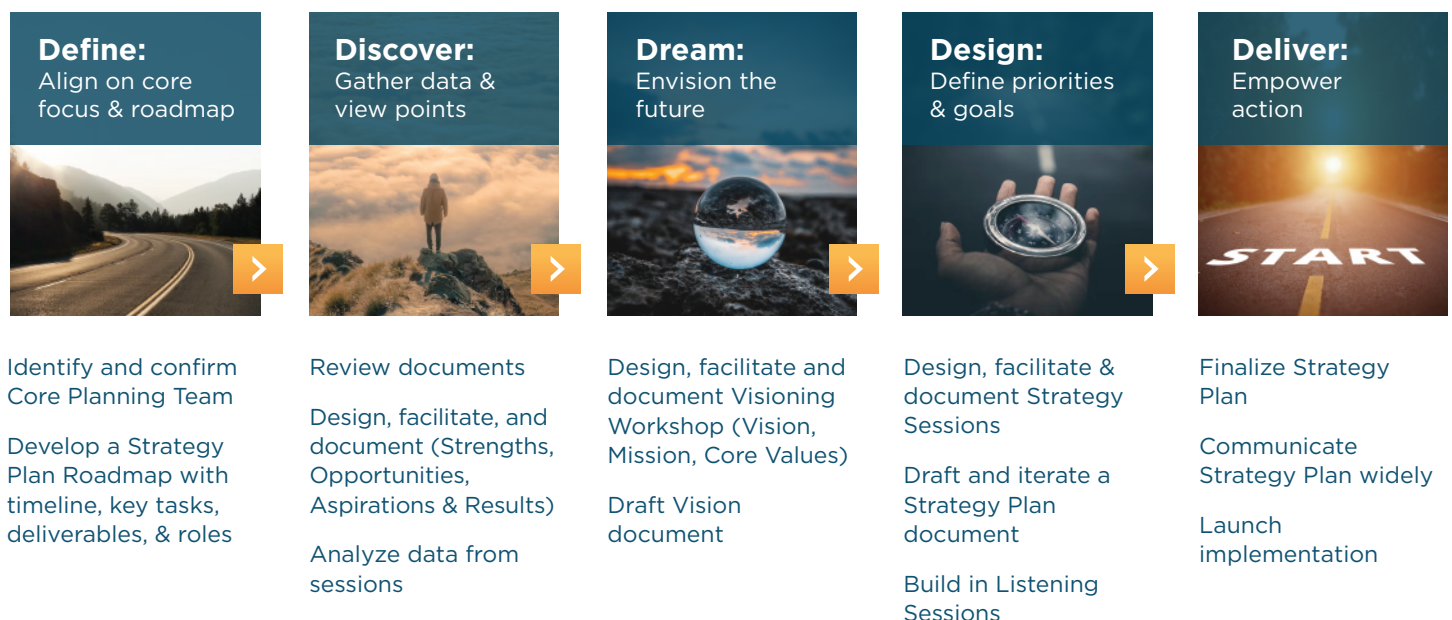 Define:
Align on core
focus & roadmap
Identify and confirm
Core Planning Team
Develop a Strategy
Plan Roadmap with
timeline, key tasks,
deliverables, & roles
Discover:
Gather data &
view points
Review documents
Design, facilitate, and
document (Strengths,
Opportunities,
Aspirations & Results)
Analyze data from
sessions
Dream:
Envision the
future
Design, facilitate and
document Visioning
Workshop (Vision,
Mission, Core Values)
Draft Vision
document
Design:
Define priorities
& goals
Design, facilitate &
document Strategy
Sessions
Draft and iterate a
Strategy Plan
document
Build in Listening
Sessions
Deliver:
Empower
action
START
Finalize Strategy
Plan
Communicate
Strategy Plan widely
Launch
implementation